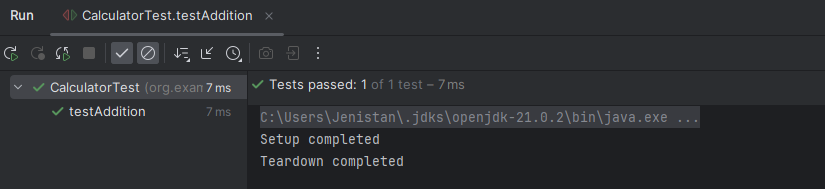 Run CalculatorTest.testAddition
Tests passed: 1 of 1 test – 7 ms
CalculatorTest (org.exam 7 ms
testAddition 7 ms
C:\Users\Jenistan\.jdks\openjdk-21.0.2\bin\java.exe ...
Setup completed
Teardown completed